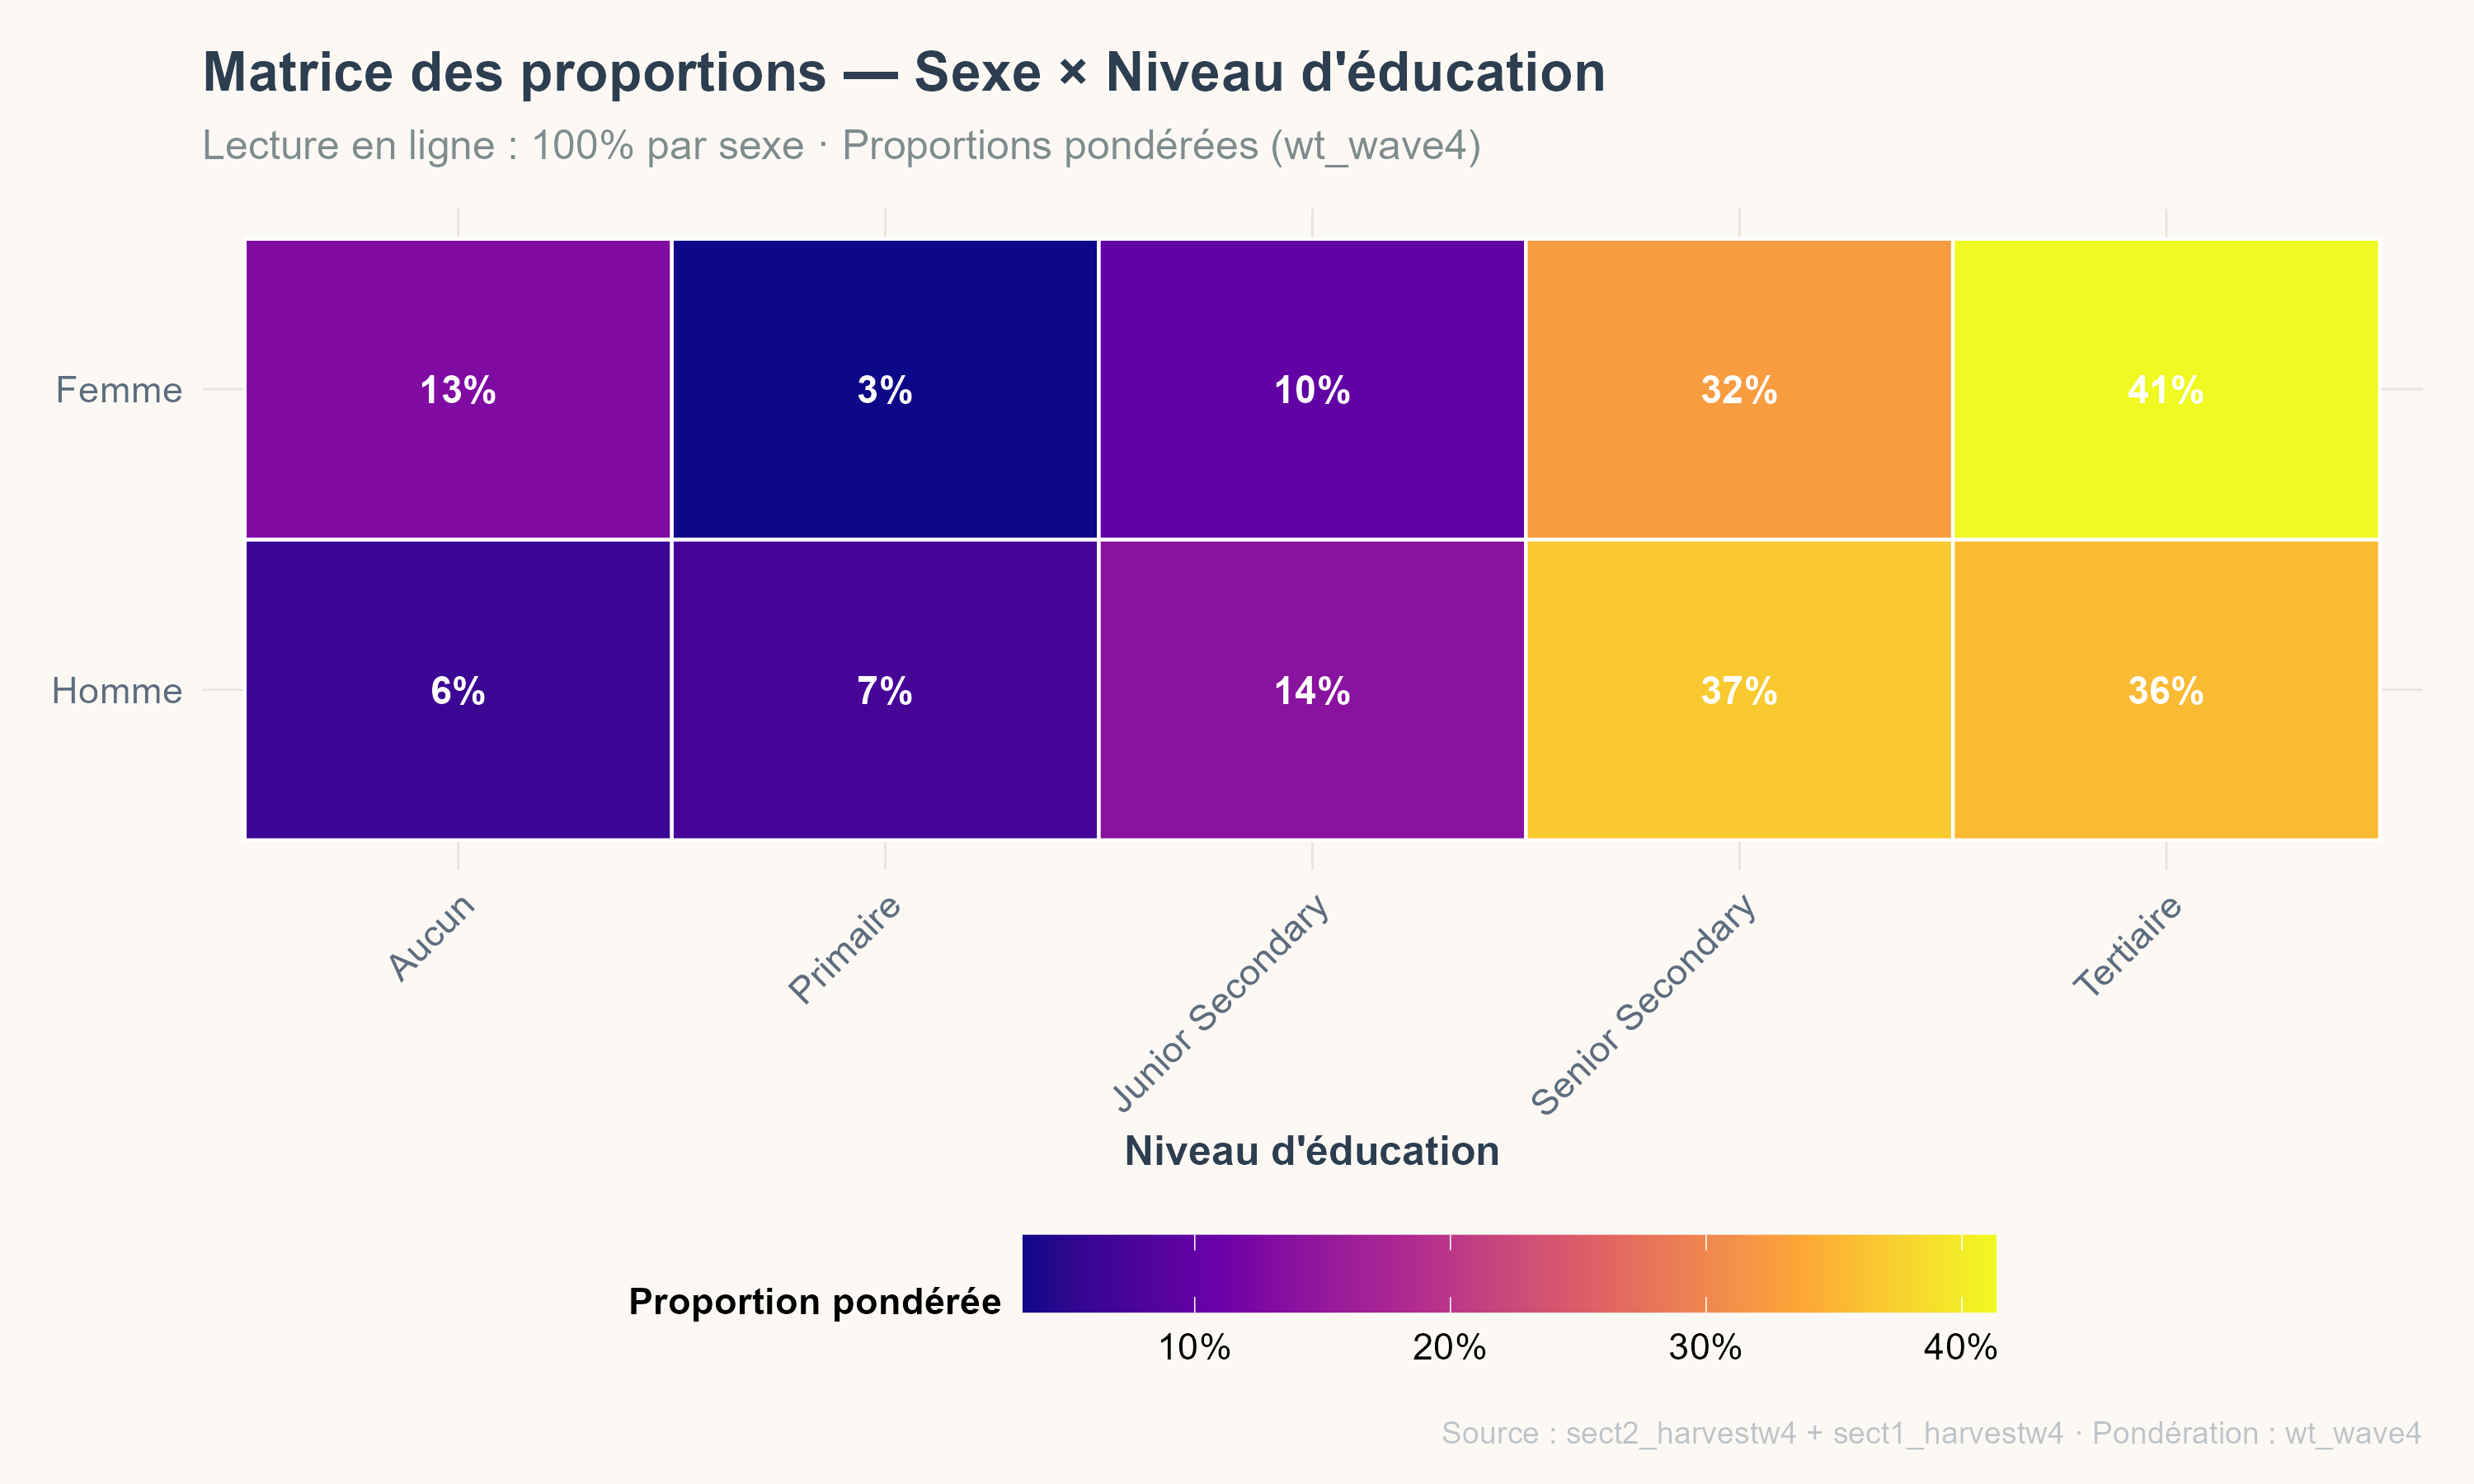 Matrice des proportions — Sexe × Niveau d'éducation
Lecture en ligne : 100% par sexe · Proportions pondérées (wt_wave4)
Femme
13%
3%
10%
32%
41%
Homme
6%
7%
14%
37%
36%
Aucun
Primaire
Junior Secondary
Senior Secondary
Tertiaire
Niveau d'éducation
Proportion pondérée
10%
20%
30%
40%
Source : sect2_harvestw4 + sect1_harvestw4 · Pondération : wt_wave4